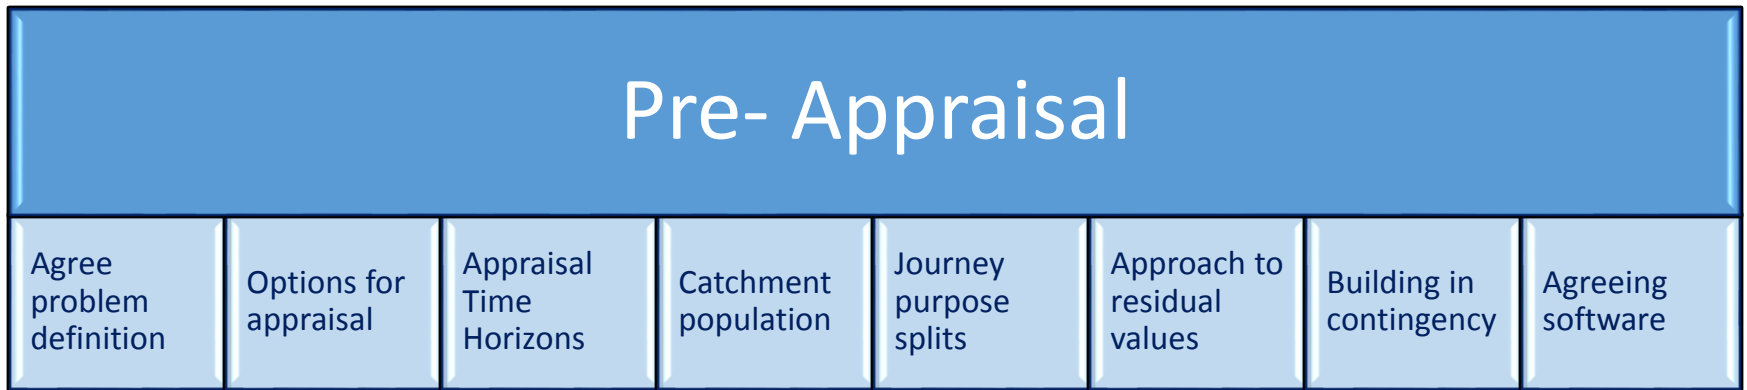 Pre- Appraisal
Agree
problem
definition
Options for
appraisal
Appraisal
Time
Horizons
Catchment
population
Journey
purpose
splits
Approach to
residual
values
Building in
contingency
Agreeing
software